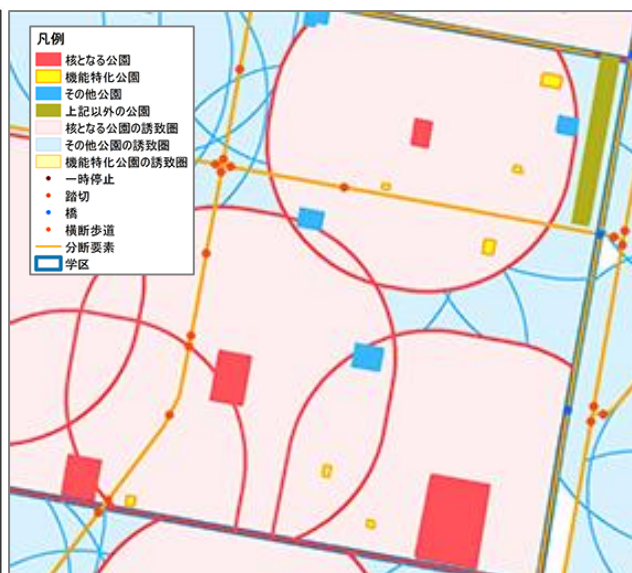 凡例
核となる公園
機能特化公園
その他公園
上記以外の公園
核となる公園の誘致圏
その他公園の誘致圏
機能特化公園の誘致圏
一時停止
踏切
橋
横断歩道
分断要素
学区